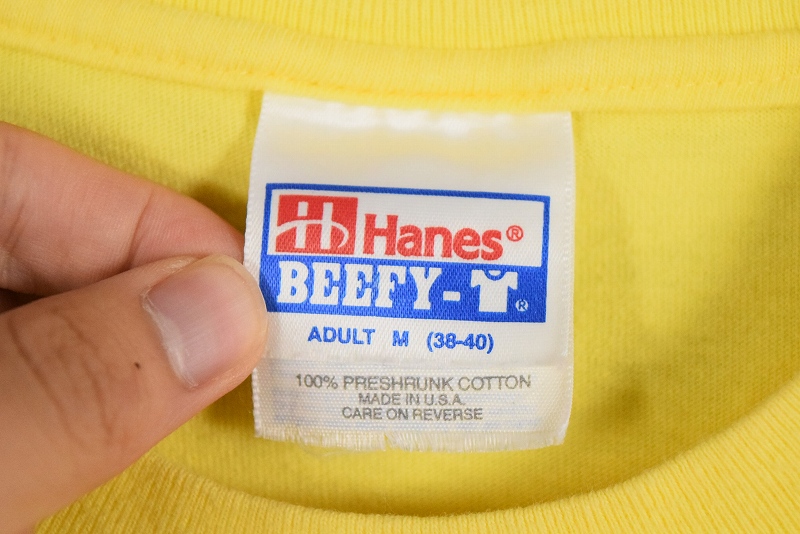 H Hanes®
BEEFY-®
ADULT M (38-40)
100% PRESHRUNK COTTON
MADE IN U.S.A.
CARE ON REVERSE